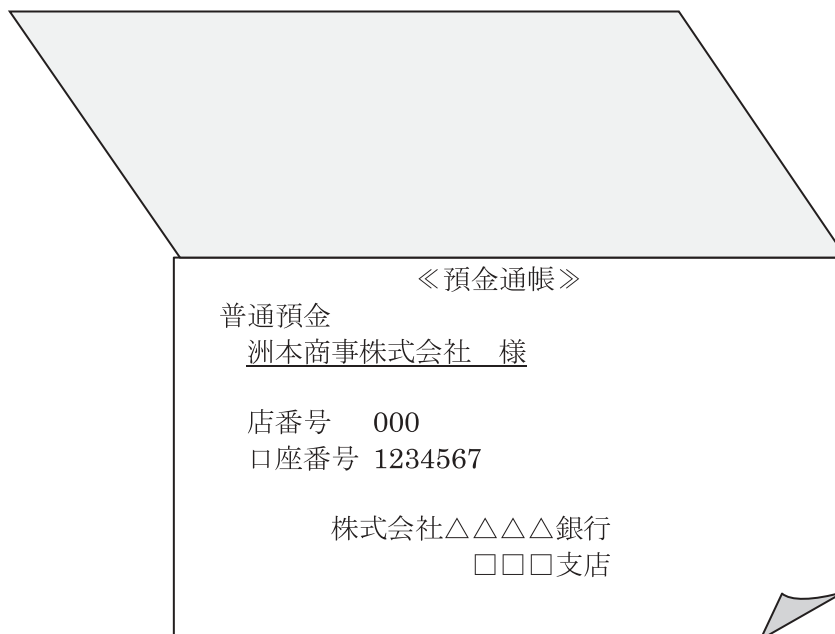 ≪預金通帳≫
普通預金
洲本商事株式会社　様
店番号　000
口座番号 1234567
株式会社△△△△銀行
□□□支店